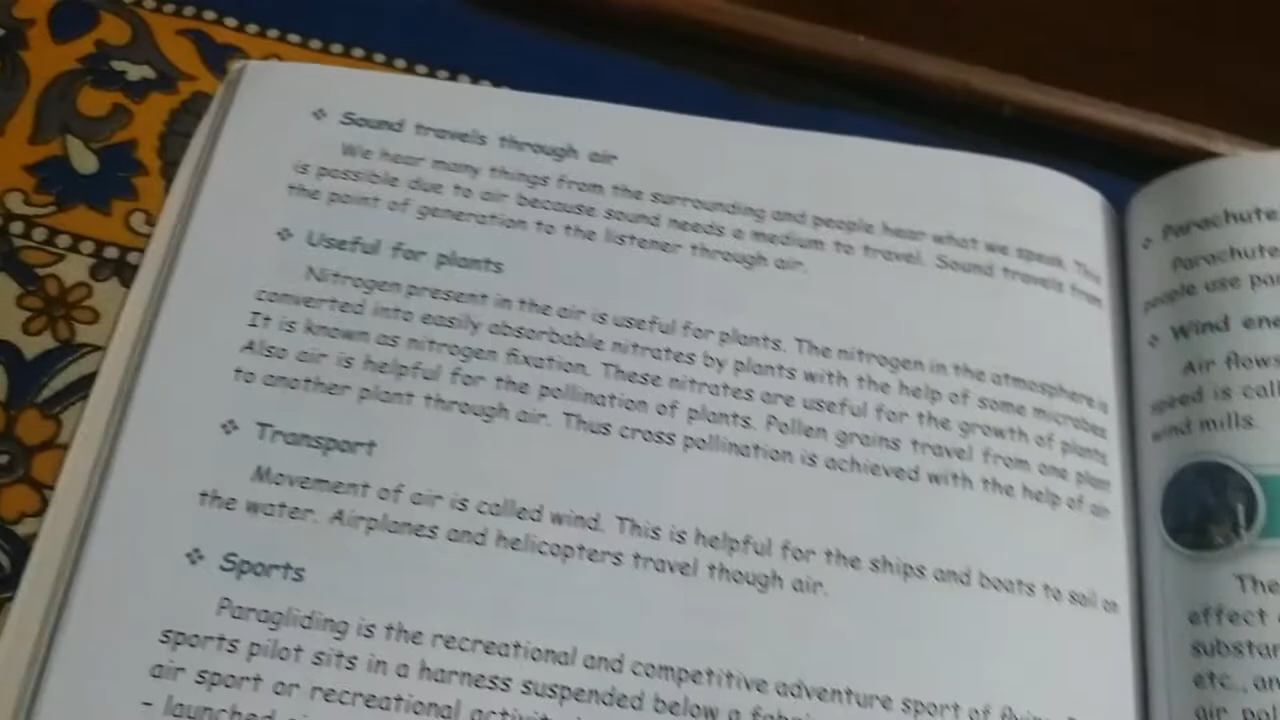 ❖ Sound travels through air
We hear many things from the surrounding and people hear what we speak. This
is possible due to air because sound needs a medium to travel. Sound travels from
the point of generation to the listener through air.
❖ Useful for plants
Nitrogen present in the air is useful for plants. The nitrogen in the atmosphere is
converted into easily absorbable nitrates by plants with the help of some microbes
It is known as nitrogen fixation. These nitrates are useful for the growth of plants
Also air is helpful for the pollination of plants. Pollen grains travel from one plant
to another plant through air. Thus cross pollination is achieved with the help of air
❖ Transport
Movement of air is called wind. This is helpful for the ships and boats to sail on
the water. Airplanes and helicopters travel though air.
❖ Sports
Paragliding is the recreational and competitive adventure sport of
sports pilot sits in a harness suspended below a
air sport or recreational
– launched
❖ Parachute
Parachute
people use
❖ Wind
Air flows
speed is
wind mills.
The
effect
etc., an
air